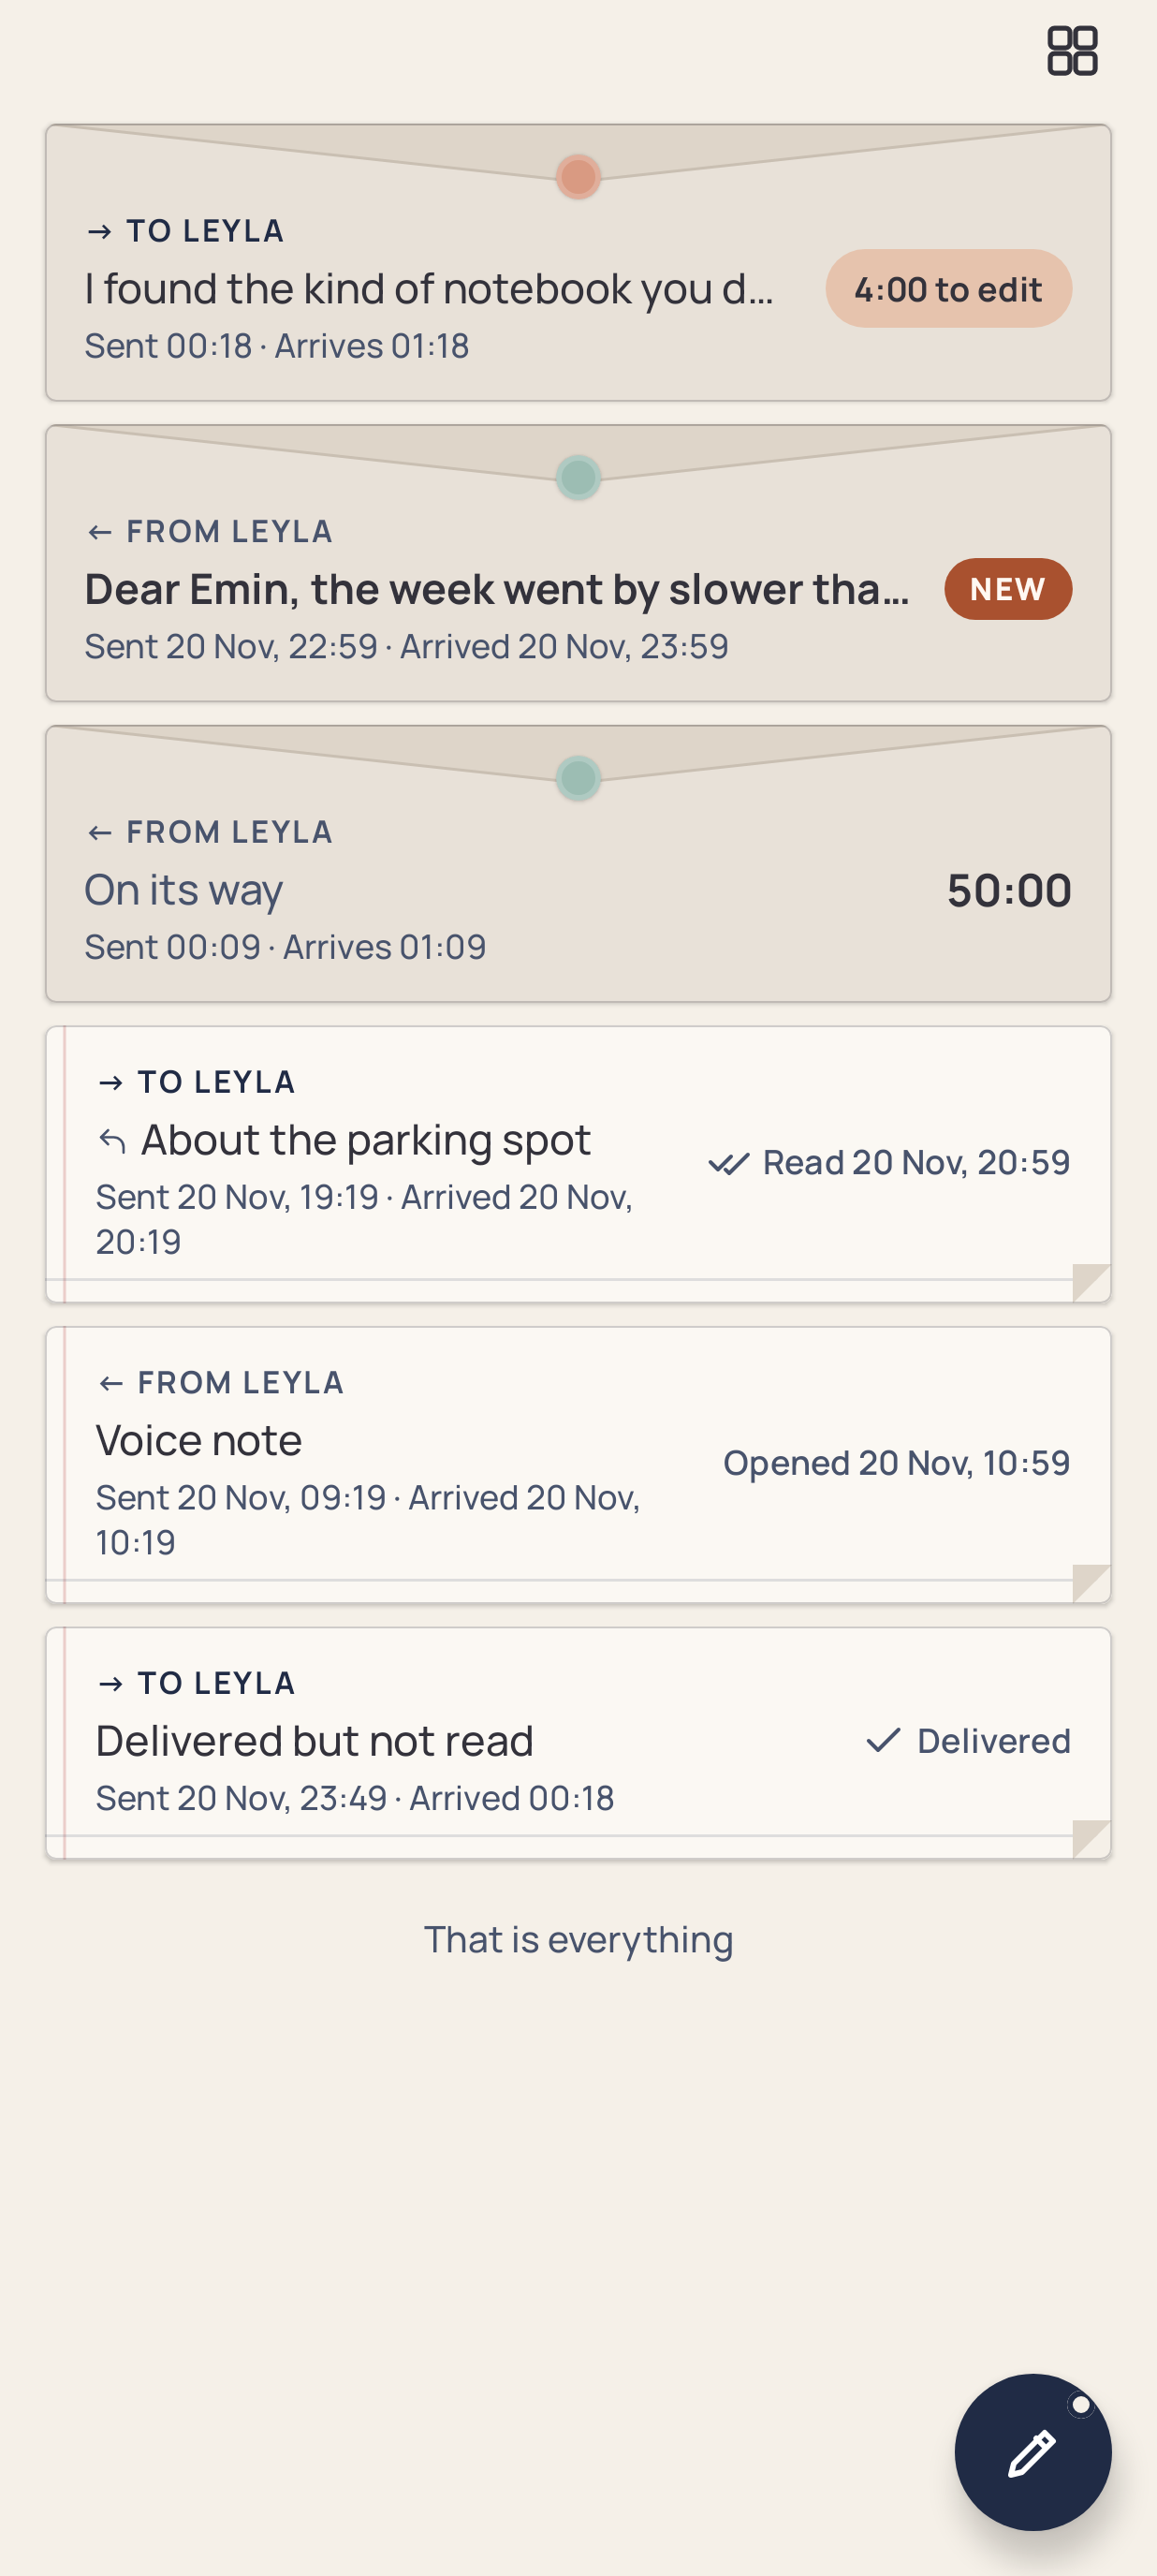 → TO LEYLA
I found the kind of notebook you d...
4:00 to edit
Sent 00:18 · Arrives 01:18
← FROM LEYLA
Dear Emin, the week went by slower tha...
NEW
Sent 20 Nov, 22:59 · Arrived 20 Nov, 23:59
← FROM LEYLA
On its way
50:00
Sent 00:09 · Arrives 01:09
→ TO LEYLA
About the parking spot
Read 20 Nov, 20:59
Sent 20 Nov, 19:19 · Arrived 20 Nov,
20:19
← FROM LEYLA
Voice note
Opened 20 Nov, 10:59
Sent 20 Nov, 09:19 · Arrived 20 Nov,
10:19
→ TO LEYLA
Delivered but not read
Delivered
Sent 20 Nov, 23:49 · Arrived 00:18
That is everything